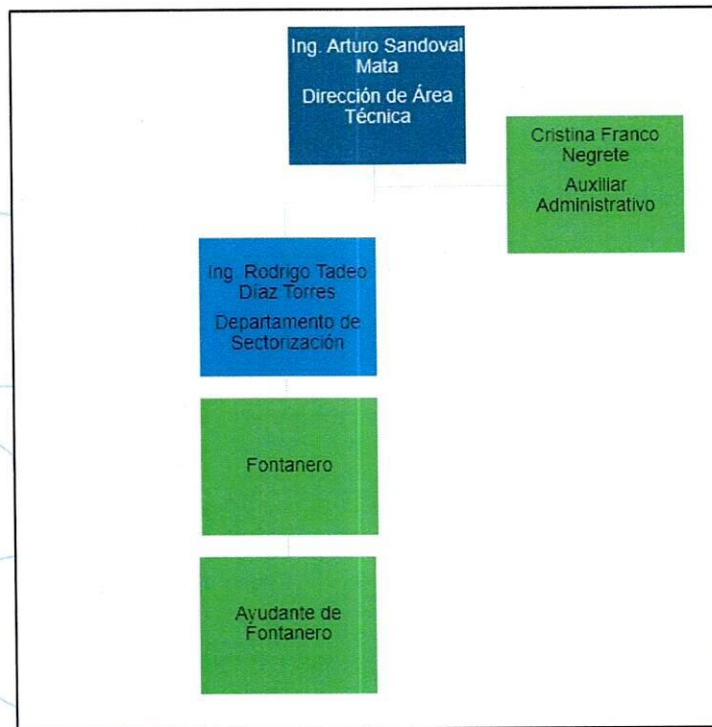 Ing. Arturo Sandoval
Mata
Dirección de Área
Técnica
Cristina Franco
Negrete
Auxiliar
Administrativo
Ing. Rodrigo Tadeo
Díaz Torres
Departamento de
Sectorización
Fontanero
Ayudante de
Fontanero